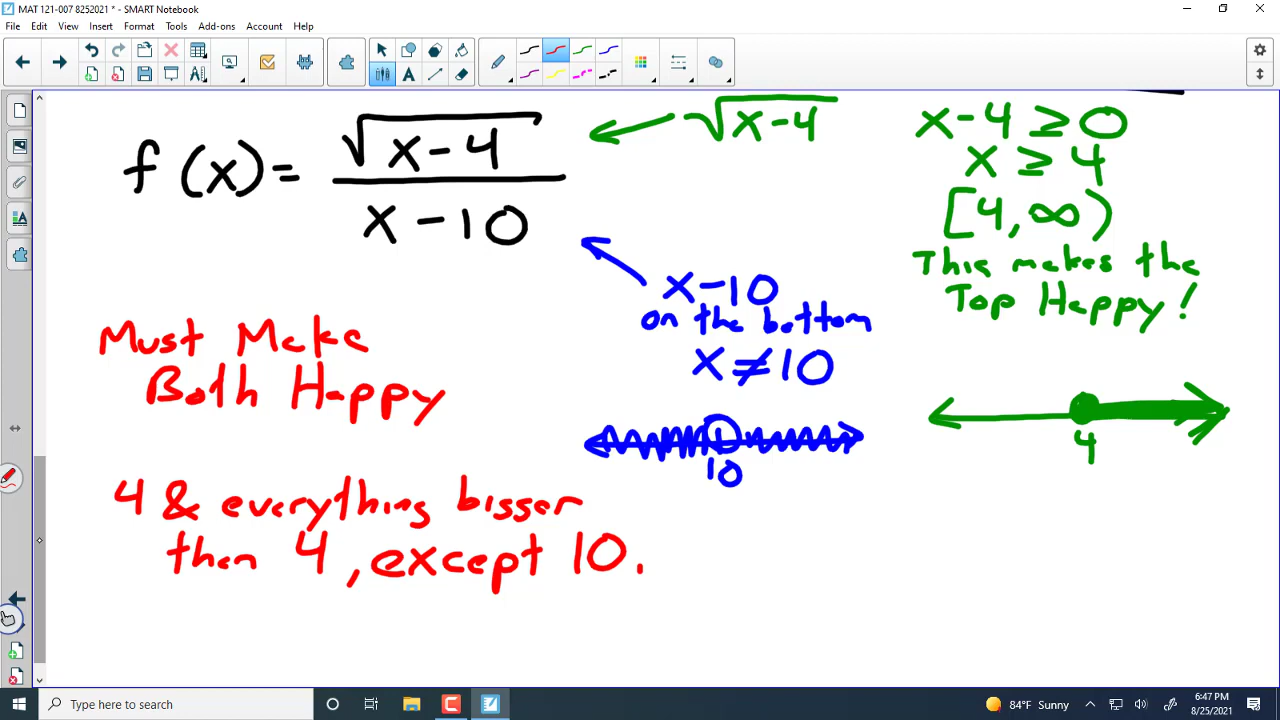 MAT 121-007 8252021 * - SMART Notebook
File Edit View Insert Format Tools Add-ons Account Help
f(x)= √x-4 / x-10
√x-4
x-4 ≥ 0
x ≥ 4
[4, ∞)
This makes the
Top Happy!
x-10
on the bottom
x ≠ 10
10
4
Must Make
Both Happy
4 & everything bisser
then 4, except 10.
Type here to search
84°F Sunny
6:47 PM
8/25/2021